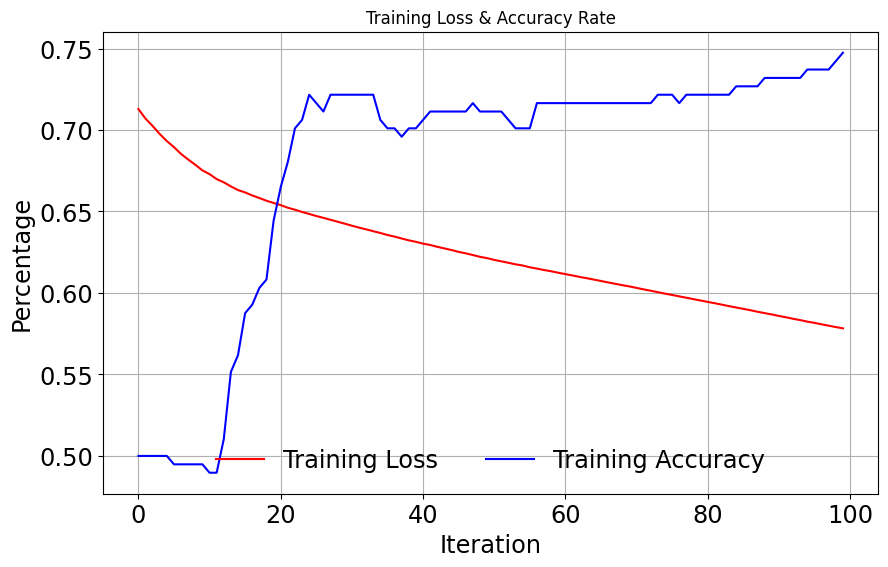 Training Loss & Accuracy Rate
0.75
0.70
0.65
0.60
0.55
0.50
Percentage
Training Loss Training Accuracy
0 20 40 60 80 100
Iteration